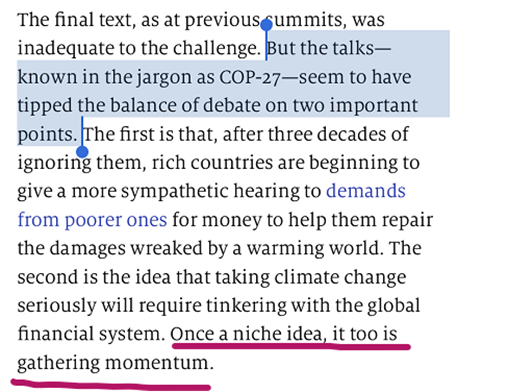 The final text, as at previous summits, was
inadequate to the challenge. But the talks—
known in the jargon as COP-27—seem to have
tipped the balance of debate on two important
points. The first is that, after three decades of
ignoring them, rich countries are beginning to
give a more sympathetic hearing to demands
from poorer ones for money to help them repair
the damages wreaked by a warming world. The
second is the idea that taking climate change
seriously will require tinkering with the global
financial system. Once a niche idea, it too is
gathering momentum.